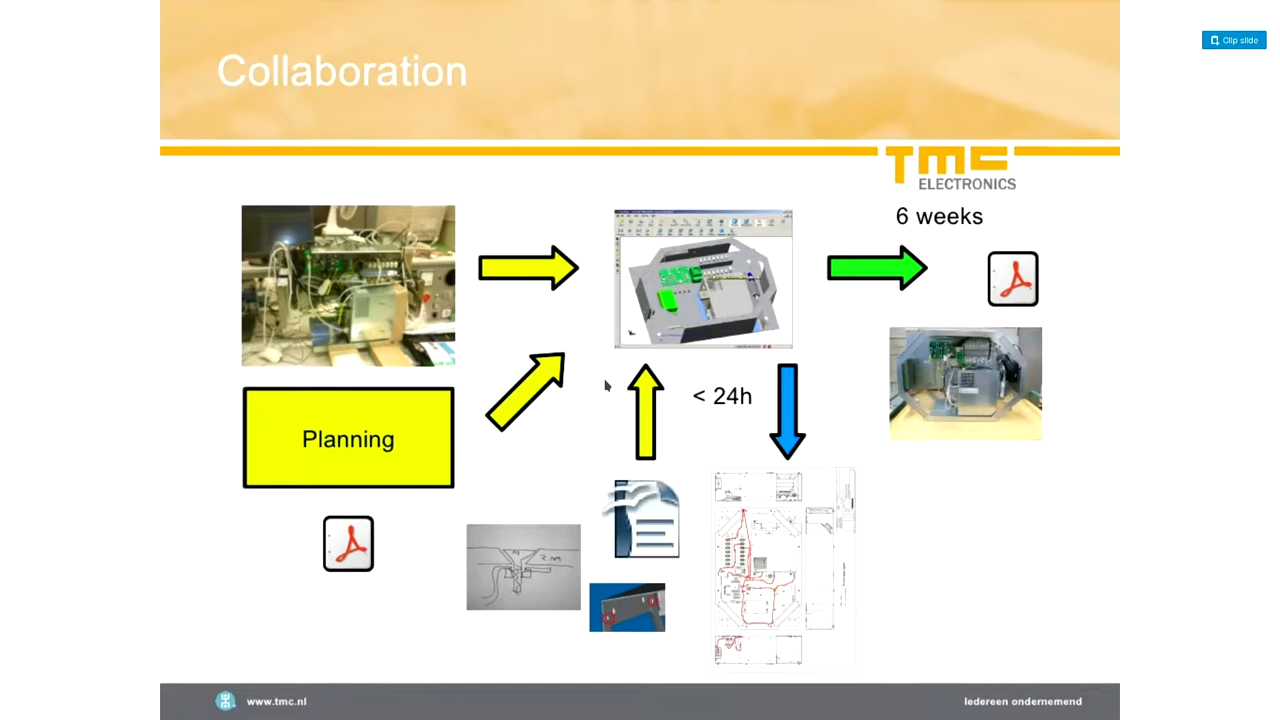 Clip slide
Collaboration
TMC
ELECTRONICS
6 weeks
< 24h
Planning
www.tmc.nl
Iedereen ondernemend